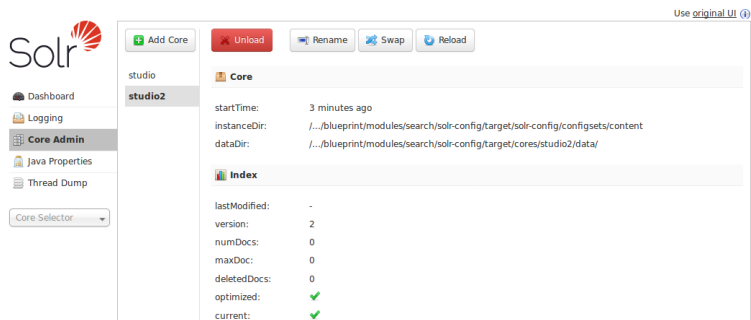 Use original UI (i)
Solr
Add Core
Unload
Rename
Swap
Reload
Dashboard
Logging
Core Admin
Java Properties
Thread Dump
Core Selector
studio
studio2
Core
startTime: 3 minutes ago
instanceDir: /.../blueprint/modules/search/solr-config/target/solr-config/configsets/content
dataDir: /.../blueprint/modules/search/solr-config/target/cores/studio2/data/
Index
lastModified: -
version: 2
numDocs: 0
maxDoc: 0
deletedDocs: 0
optimized:
current: